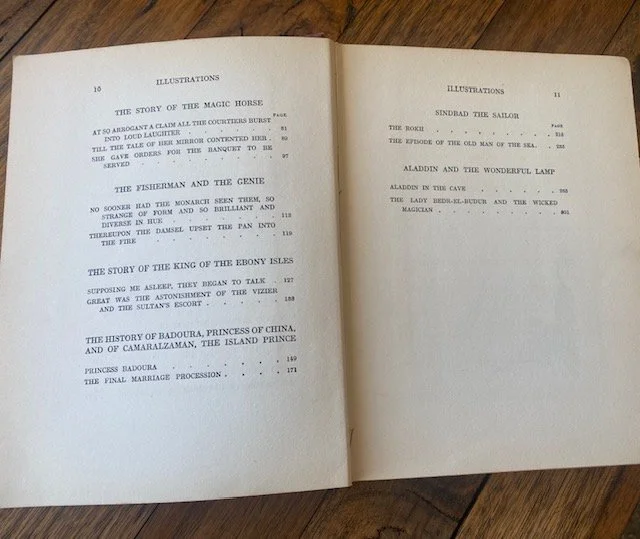 10 ILLUSTRATIONS
THE STORY OF THE MAGIC HORSE
PAGE
AT SO ARROGANT A CLAIM ALL THE COURTIERS BURST
INTO LOUD LAUGHTER . . . . . . . 81
TILL THE TALE OF HER MIRROR CONTENTED HER . 89
SHE GAVE ORDERS FOR THE BANQUET TO BE
SERVED . . . . . . . . . 97
THE FISHERMAN AND THE GENIE
NO SOONER HAD THE MONARCH SEEN THEM, SO
STRANGE OF FORM AND SO BRILLIANT AND
DIVERSE IN HUE . . . . . . . 113
THEREUPON THE DAMSEL UPSET THE PAN INTO
THE FIRE . . . . . . . . 119
THE STORY OF THE KING OF THE EBONY ISLES
SUPPOSING ME ASLEEP, THEY BEGAN TO TALK . . 127
GREAT WAS THE ASTONISHMENT OF THE VIZIER
AND THE SULTAN'S ESCORT . . . . .
THE HISTORY OF BADOURA, PRINCESS OF CHINA,
AND OF CAMARALZAMAN, THE ISLAND PRINCE
PRINCESS BADOURA . . . . . . . 149
THE FINAL MARRIAGE PROCESSION . . . . . 171
ILLUSTRATIONS 11
SINDBAD THE SAILOR
PAGE
THE ROKH . . . . . . . .
THE EPISODE OF THE OLD MAN OF THE SEA. .
ALADDIN AND THE WONDERFUL LAMP
ALADDIN IN THE CAVE . . . . . .
THE LADY BEDR-EL-BUDUR AND THE WICKED
MAGICIAN . . . . . . . .